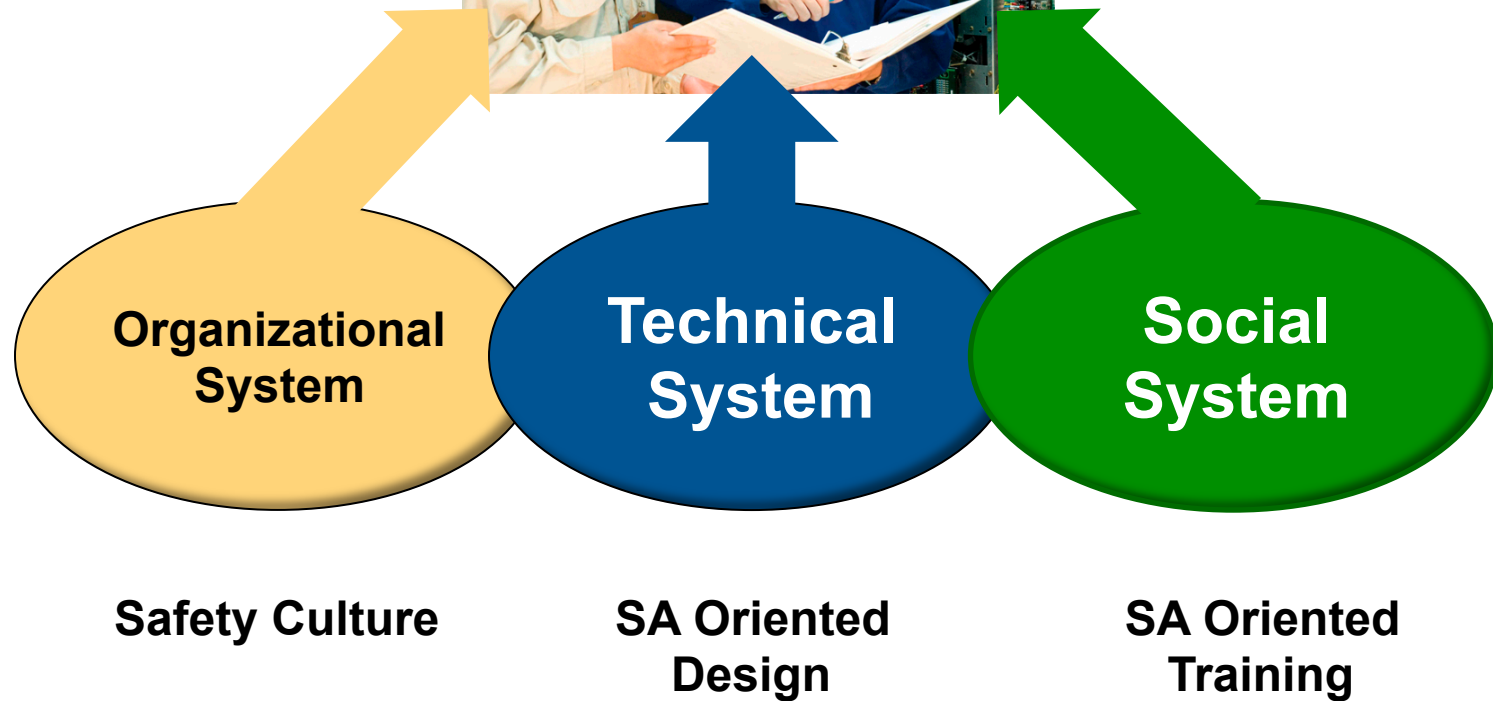 Organizational
System
Technical
System
Social
System
Safety Culture
SA Oriented
Design
SA Oriented
Training